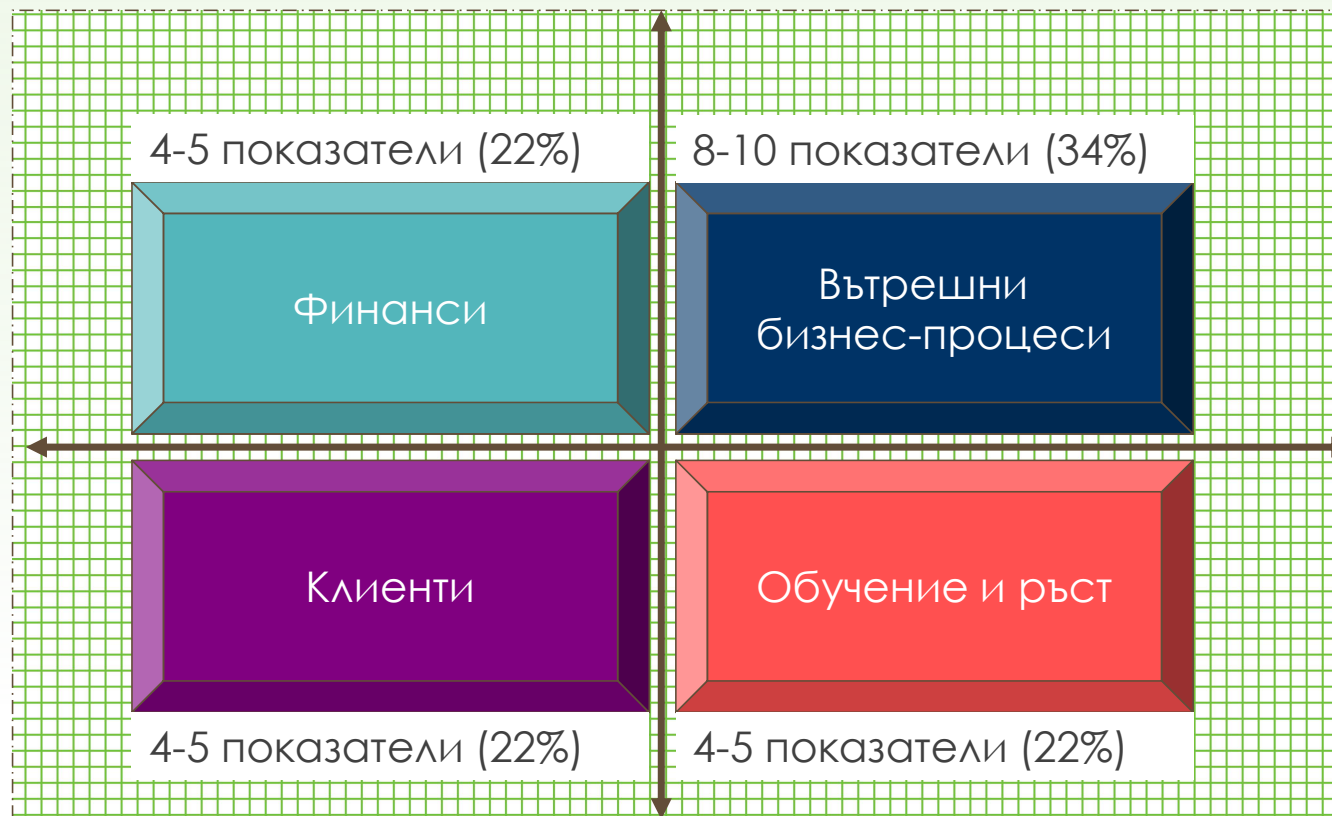 4-5 показатели (22%)
8-10 показатели (34%)
Финанси
Вътрешни
бизнес-процеси
Клиенти
Обучение и ръст
4-5 показатели (22%)
4-5 показатели (22%)